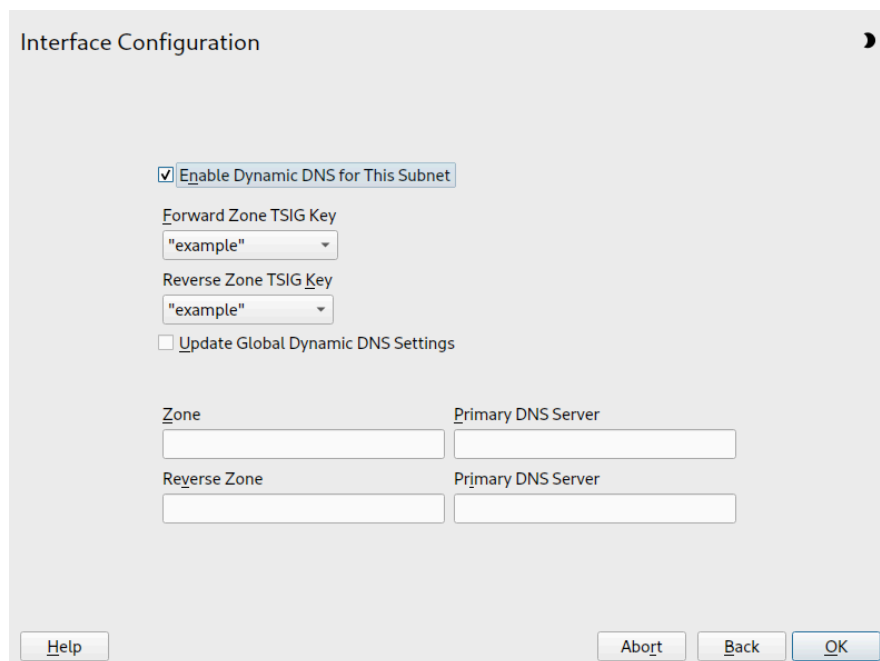 Interface Configuration
Enable Dynamic DNS for This Subnet
Forward Zone TSIG Key
"example"
Reverse Zone TSIG Key
"example"
Update Global Dynamic DNS Settings
Zone Primary DNS Server
Reverse Zone Primary DNS Server
Help Abort Back OK